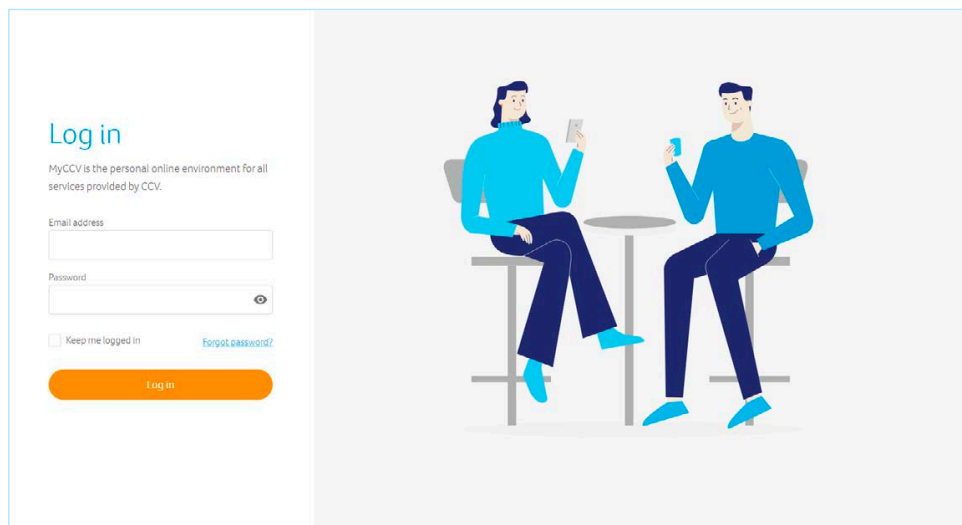 Log in
MyCCV is the personal online environment for all
services provided by CCV.
Email address
Password
Keep me logged in
Forgot password?
Log in